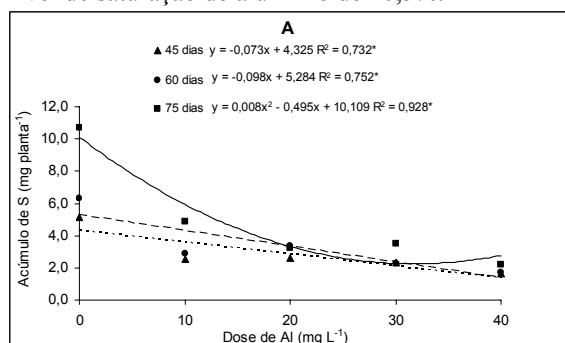 A
▲ 45 dias y = -0,073x + 4,325 R² = 0,732*
● 60 dias y = -0,098x + 5,284 R² = 0,752*
■ 75 dias y = 0,008x² - 0,495x + 10,109 R² = 0,928*
Acúmulo de S (mg planta⁻¹)
12,0
10,0
8,0
6,0
4,0
2,0
0,0
0 10 20 30 40
Dose de Al (mg L⁻¹)